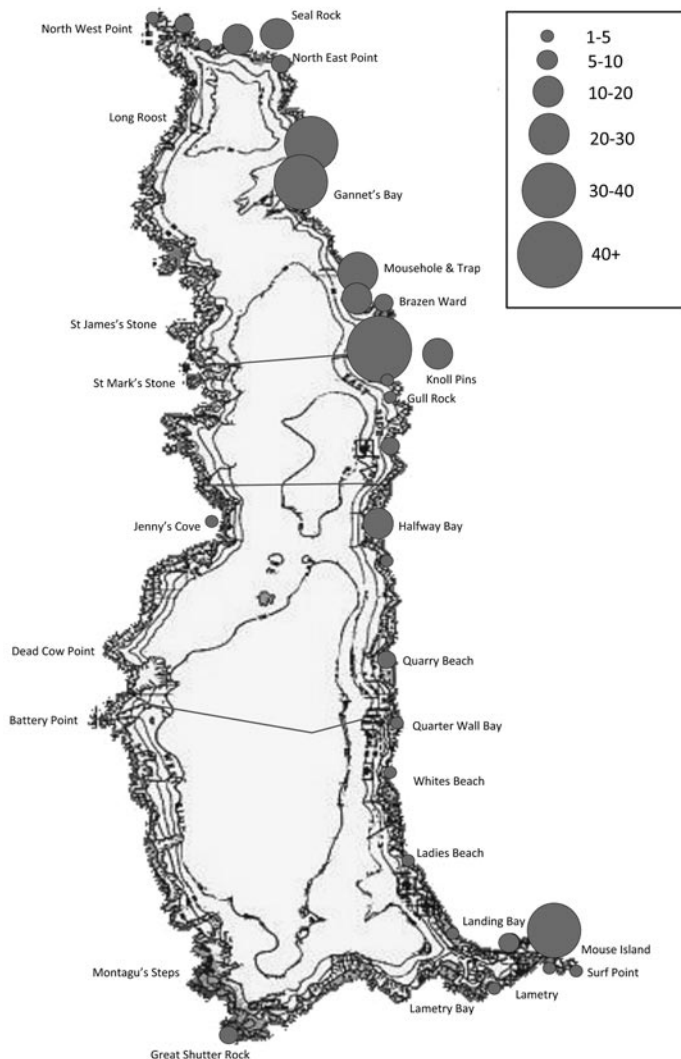 Seal Rock
North West Point
North East Point
Long Roost
Gannet's Bay
Mousehole & Trap
Brazen Ward
St James's Stone
Knoll Pins
St Mark's Stone
Gull Rock
Jenny's Cove
Halfway Bay
Dead Cow Point
Quarry Beach
Battery Point
Quarter Wall Bay
Whites Beach
Ladies Beach
Landing Bay
Mouse Island
Montagu's Steps
Surf Point
Lametry
Lametry Bay
Great Shutter Rock
1-5
5-10
10-20
20-30
30-40
40+